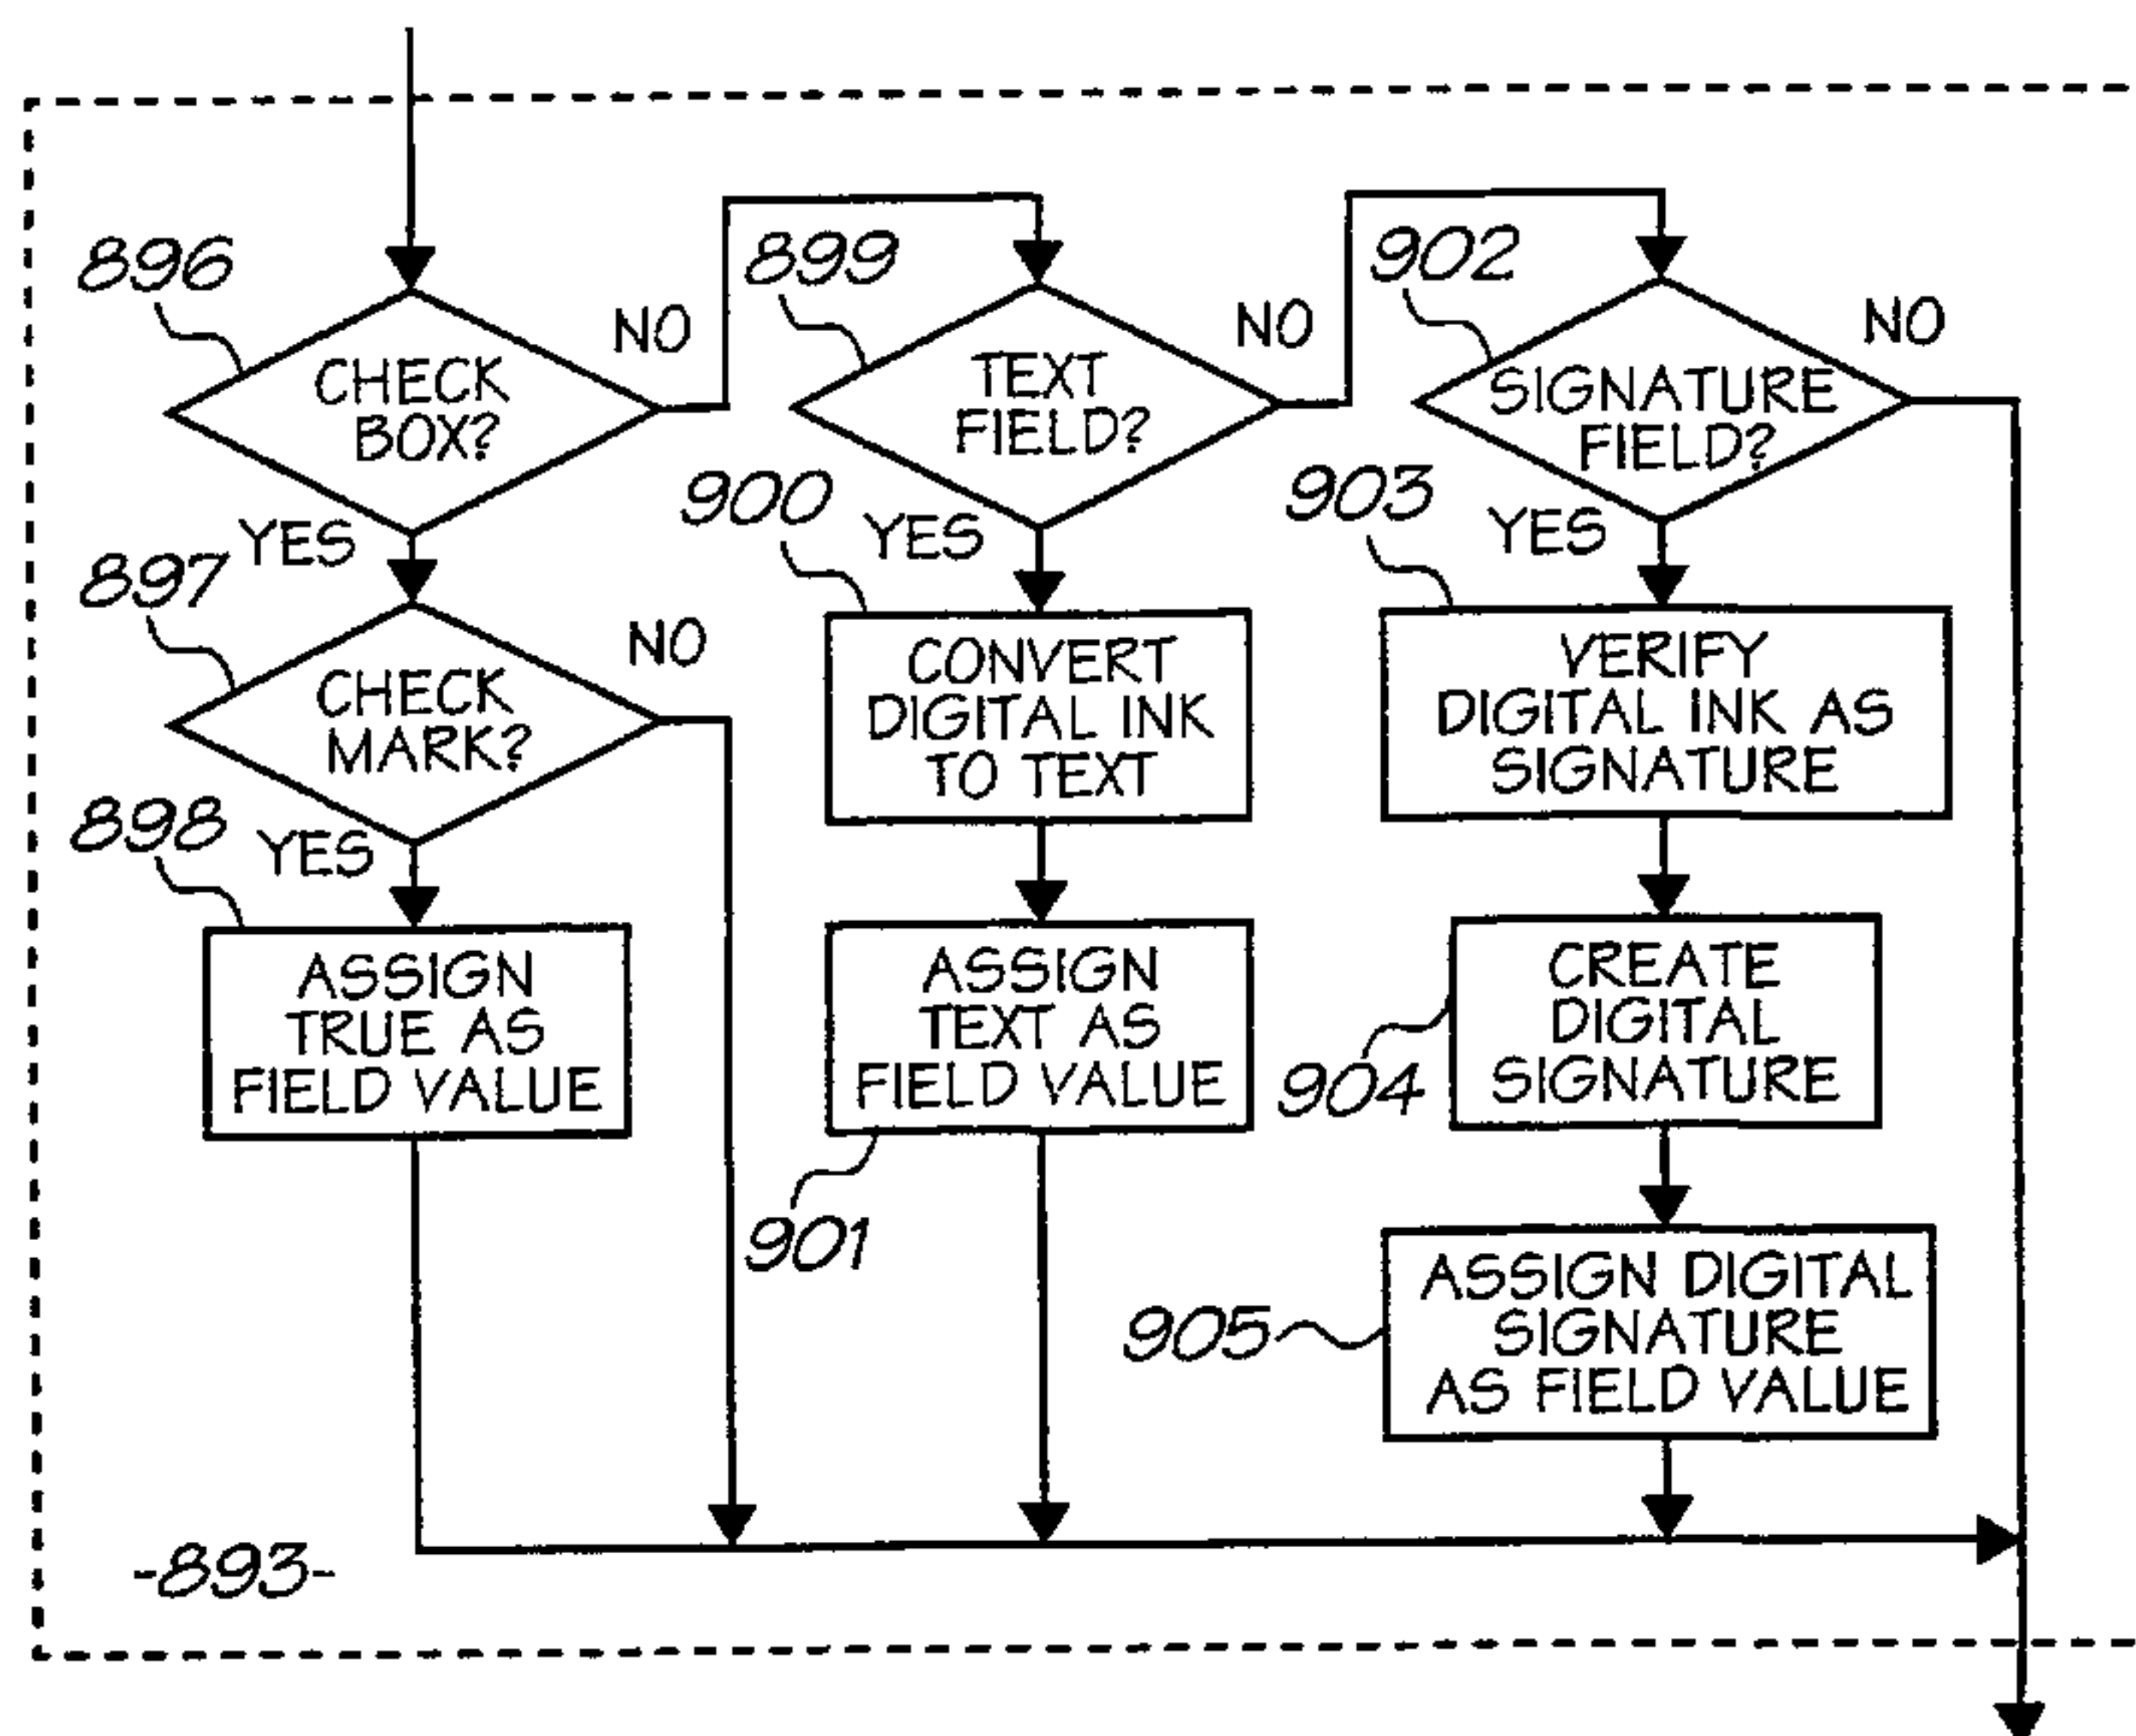 896
CHECK
BOX?
NO
YES
897
CHECK
MARK?
NO
YES
898
ASSIGN
TRUE AS
FIELD VALUE
899
TEXT
FIELD?
NO
YES
900
CONVERT
DIGITAL INK
TO TEXT
ASSIGN
TEXT AS
FIELD VALUE
901
902
SIGNATURE
FIELD?
NO
YES
903
VERIFY
DIGITAL INK AS
SIGNATURE
CREATE
DIGITAL
SIGNATURE
904
ASSIGN DIGITAL
SIGNATURE
AS FIELD VALUE
905
-893-